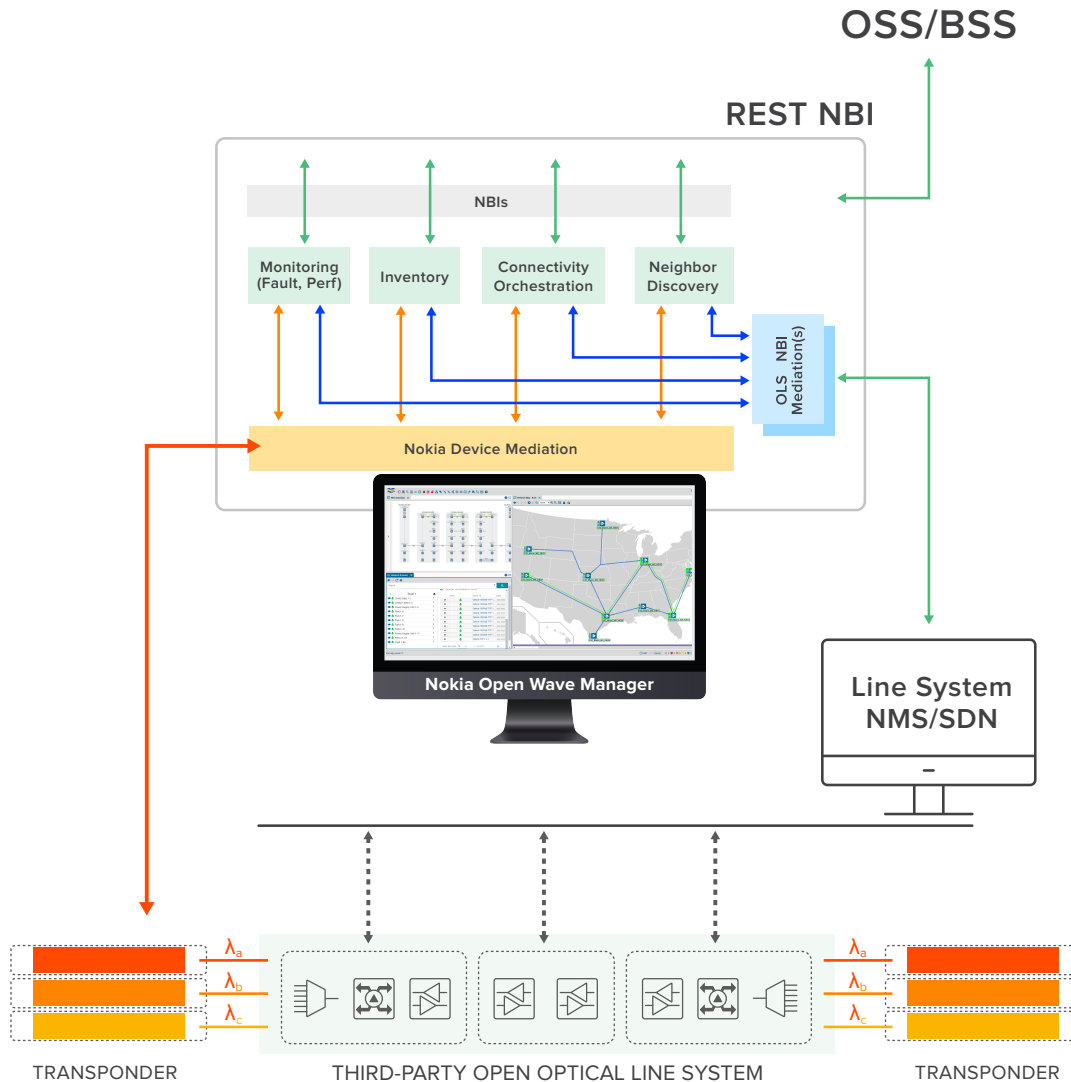 OSS/BSS
REST NBI
NBIs
Monitoring
(Fault, Perf)
Inventory
Connectivity
Orchestration
Neighbor
Discovery
OLS NBI
Mediation(s)
Nokia Device Mediation
Nokia Open Wave Manager
Line System
NMS/SDN
λa
λb
λc
λa
λb
λc
TRANSPONDER
THIRD-PARTY OPEN OPTICAL LINE SYSTEM
TRANSPONDER